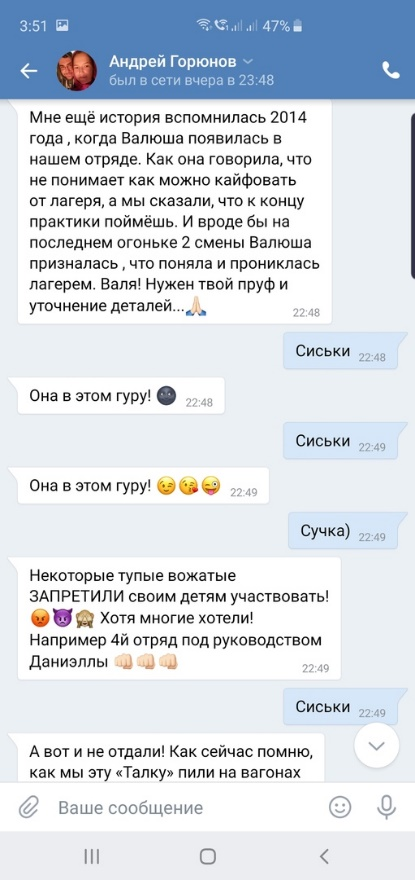 3:51 47%
Андрей Горюнов
был в сети вчера в 23:48
Мне ещё история вспомнилась 2014
года , когда Валюша появилась в
нашем отряде. Как она говорила, что
не понимает как можно кайфовать
от лагеря, а мы сказали, что к концу
практики поймёшь. И вроде бы на
последнем огоньке 2 смены Валюша
призналась , что поняла и прониклась
лагерем. Валя! Нужен твой пруф и
уточнение деталей...🙏🏻 22:48
Сиськи 22:48
Она в этом гуру! 🌚 22:48
Сиськи 22:49
Она в этом гуру! 😉😘😜 22:49
Сучка) 22:49
Некоторые тупые вожатые
ЗАПРЕТИЛИ своим детям участвовать!
😡😈🙈 Хотя многие хотели!
Например 4й отряд под руководством
Даниэллы 👊🏻👊🏻👊🏻 22:49
Сиськи 22:49
А вот и не отдали! Как сейчас помню,
как мы эту «Талку» пили на вагонах
Ваше сообщение